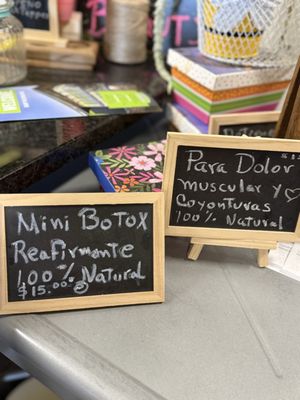 Mini BoTox
Reafirmante
100% Natural
$15.00
Para Dolor
muscular y
Coyonturas
100% Natural